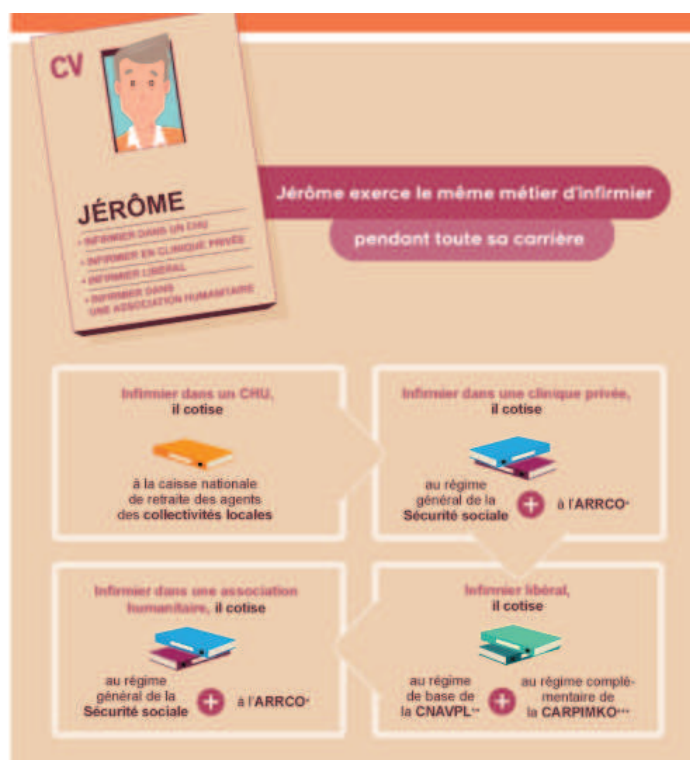 CV
JÉRÔME
• INFIRMIER DANS UN CHU
• INFIRMIER EN CLINIQUE PRIVÉE
• INFIRMIER LIBÉRAL
• INFIRMIER DANS
UNE ASSOCIATION HUMANITAIRE
Jérôme exerce le même métier d'infirmier
pendant toute sa carrière
Infirmier dans un CHU,
il cotise
à la caisse nationale
de retraite des agents
des collectivités locales
Infirmier dans une clinique privée,
il cotise
au régime
général de la
Sécurité sociale
+
à l'ARRCO*
Infirmier dans une association
humanitaire, il cotise
au régime
général de la
Sécurité sociale
+
à l'ARRCO*
Infirmier libéral,
il cotise
au régime
de base de
la CNAVPL**
+
au régime complé-
mentaire de
la CARPIMKO***